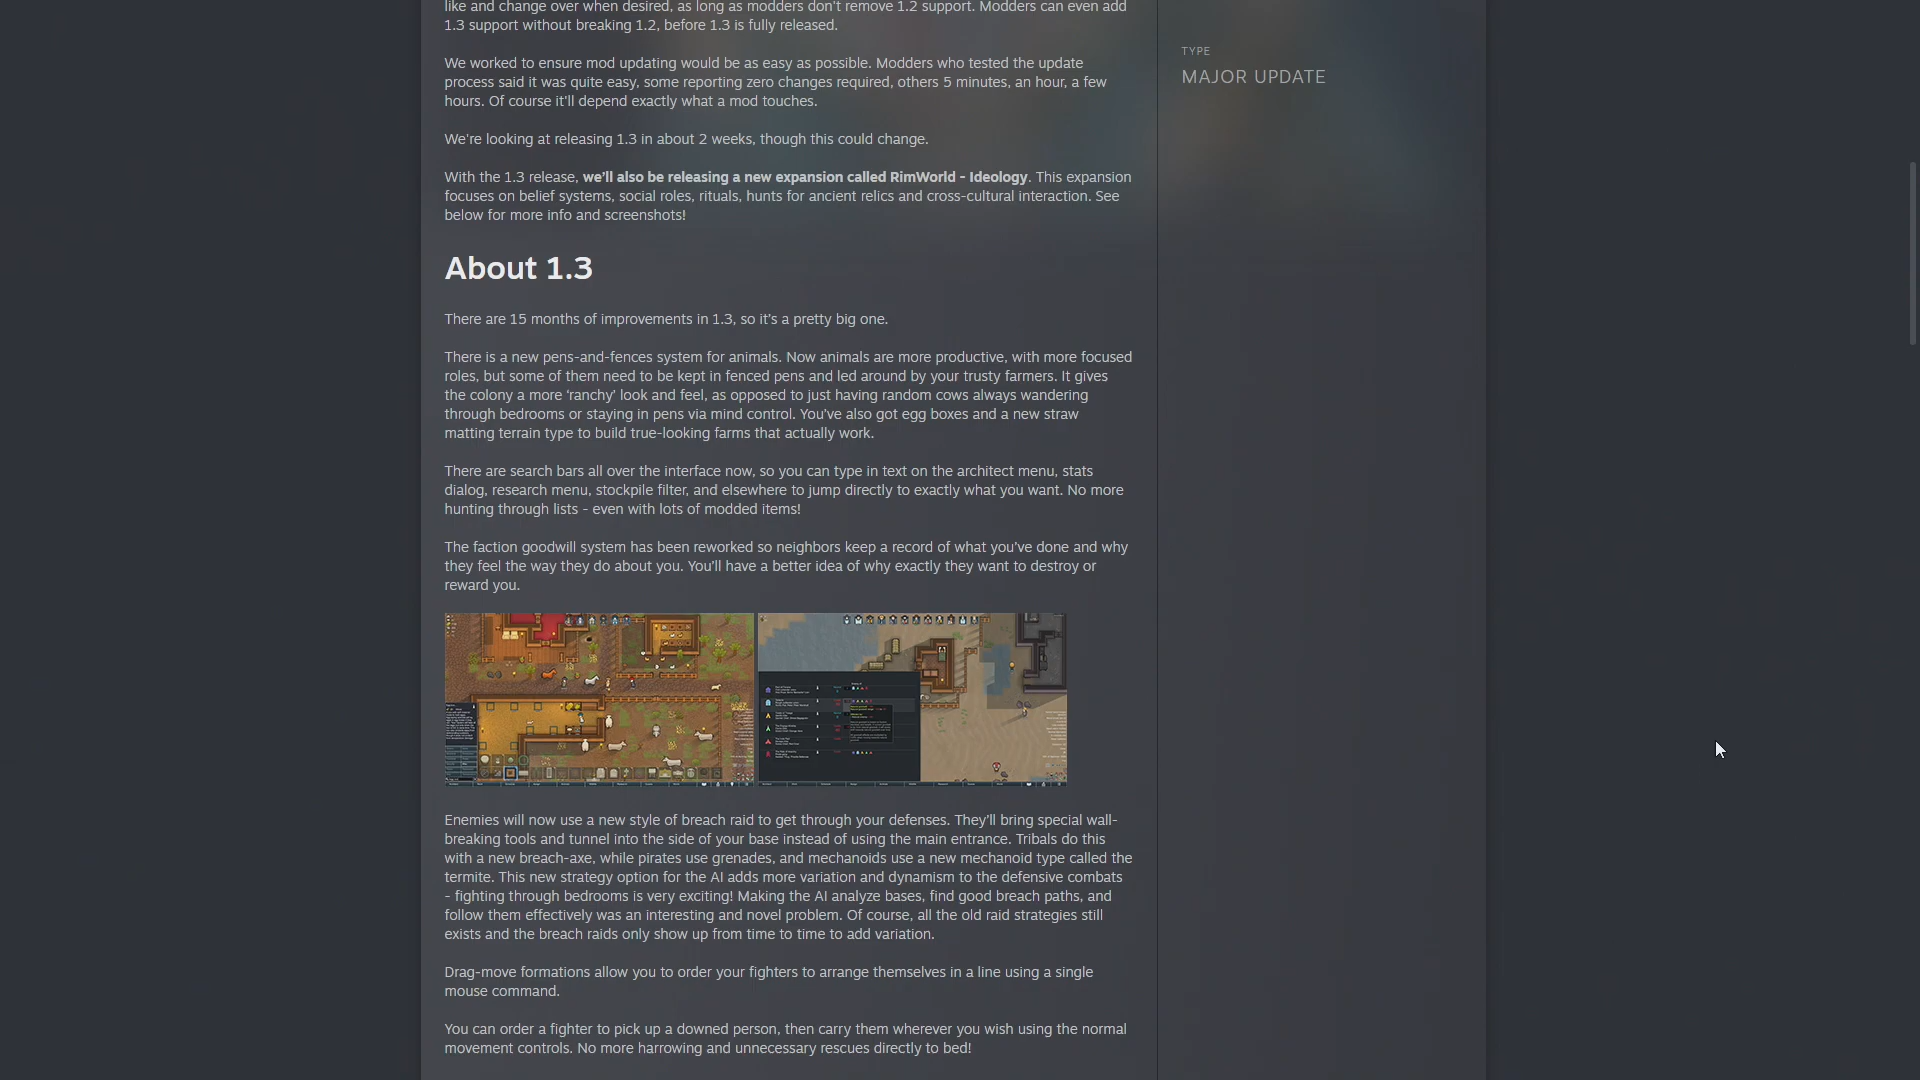 like and change over when desired, as long as modders don't remove 1.2 support. Modders can even add
1.3 support without breaking 1.2, before 1.3 is fully released.
We worked to ensure mod updating would be as easy as possible. Modders who tested the update
process said it was quite easy, some reporting zero changes required, others 5 minutes, an hour, a few
hours. Of course it'll depend exactly what a mod touches.
We're looking at releasing 1.3 in about 2 weeks, though this could change.
With the 1.3 release, we'll also be releasing a new expansion called RimWorld - Ideology. This expansion
focuses on belief systems, social roles, rituals, hunts for ancient relics and cross-cultural interaction. See
below for more info and screenshots!
About 1.3
There are 15 months of improvements in 1.3, so it's a pretty big one.
There is a new pens-and-fences system for animals. Now animals are more productive, with more focused
roles, but some of them need to be kept in fenced pens and led around by your trusty farmers. It gives
the colony a more ‘ranchy’ look and feel, as opposed to just having random cows always wandering
through bedrooms or staying in pens via mind control. You've also got egg boxes and a new straw
matting terrain type to build true-looking farms that actually work.
There are search bars all over the interface now, so you can type in text on the architect menu, stats
dialog, research menu, stockpile filter, and elsewhere to jump directly to exactly what you want. No more
hunting through lists - even with lots of modded items!
The faction goodwill system has been reworked so neighbors keep a record of what you've done and why
they feel the way they do about you. You'll have a better idea of why exactly they want to destroy or
reward you.
Enemies will now use a new style of breach raid to get through your defenses. They'll bring special wall-
breaking tools and tunnel into the side of your base instead of using the main entrance. Tribals do this
with a new breach-axe, while pirates use grenades, and mechanoids use a new mechanoid type called the
termite. This new strategy option for the AI adds more variation and dynamism to the defensive combats
- fighting through bedrooms is very exciting! Making the AI analyze bases, find good breach paths, and
follow them effectively was an interesting and novel problem. Of course, all the old raid strategies still
exists and the breach raids only show up from time to time to add variation.
Drag-move formations allow you to order your fighters to arrange themselves in a line using a single
mouse command.
You can order a fighter to pick up a downed person, then carry them wherever you wish using the normal
movement controls. No more harrowing and unnecessary rescues directly to bed!
TYPE
MAJOR UPDATE